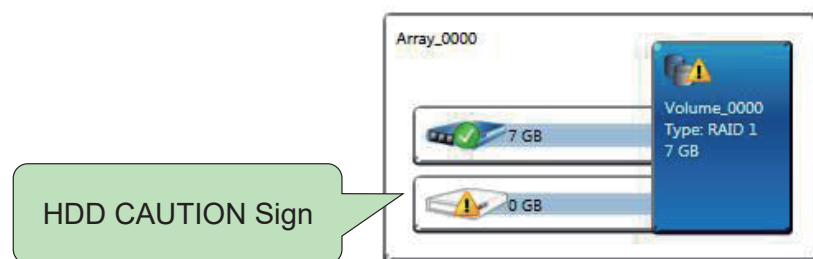 Array_0000
Volume_0000
Type: RAID 1
7 GB
7 GB
0 GB
HDD CAUTION Sign